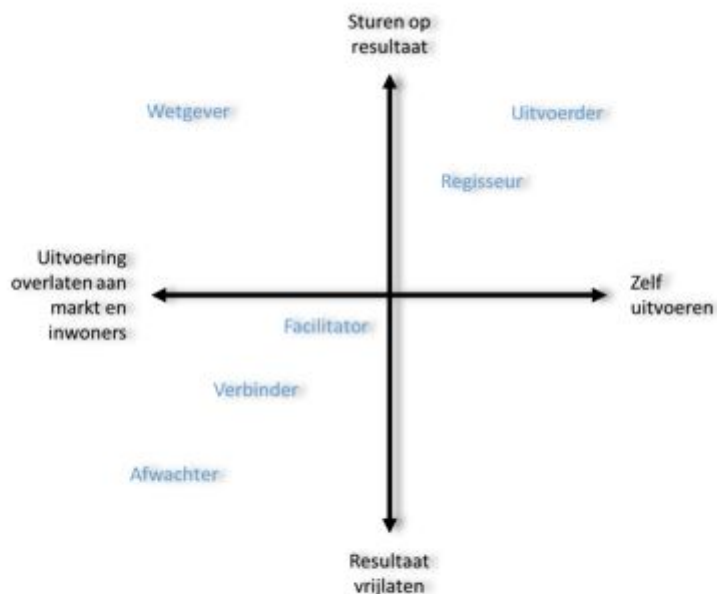 Sturen op
resultaat
Wetgever
Uitvoerder
Regisseur
Uitvoering
overlaten aan
markt en
inwoners
Zelf
uitvoeren
Facilitator
Verbinder
Afwachter
Resultaat
vrijlaten